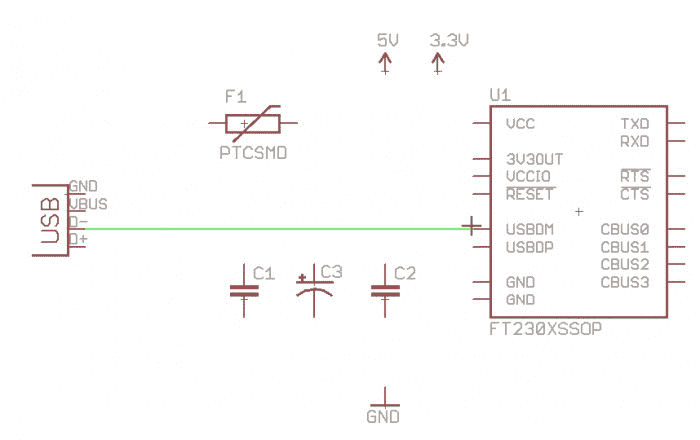 5V
3.3V
F1
PTCSMD
U1
VCC
3V3OUT
VCCIO
RESET
USBDM
USBDP
GND
GND
TXD
RXD
RTS
CTS
CBUS0
CBUS1
CBUS2
CBUS3
FT230XSSOP
USB
GND
VBUS
D-
D+
C1
C3
C2
GND